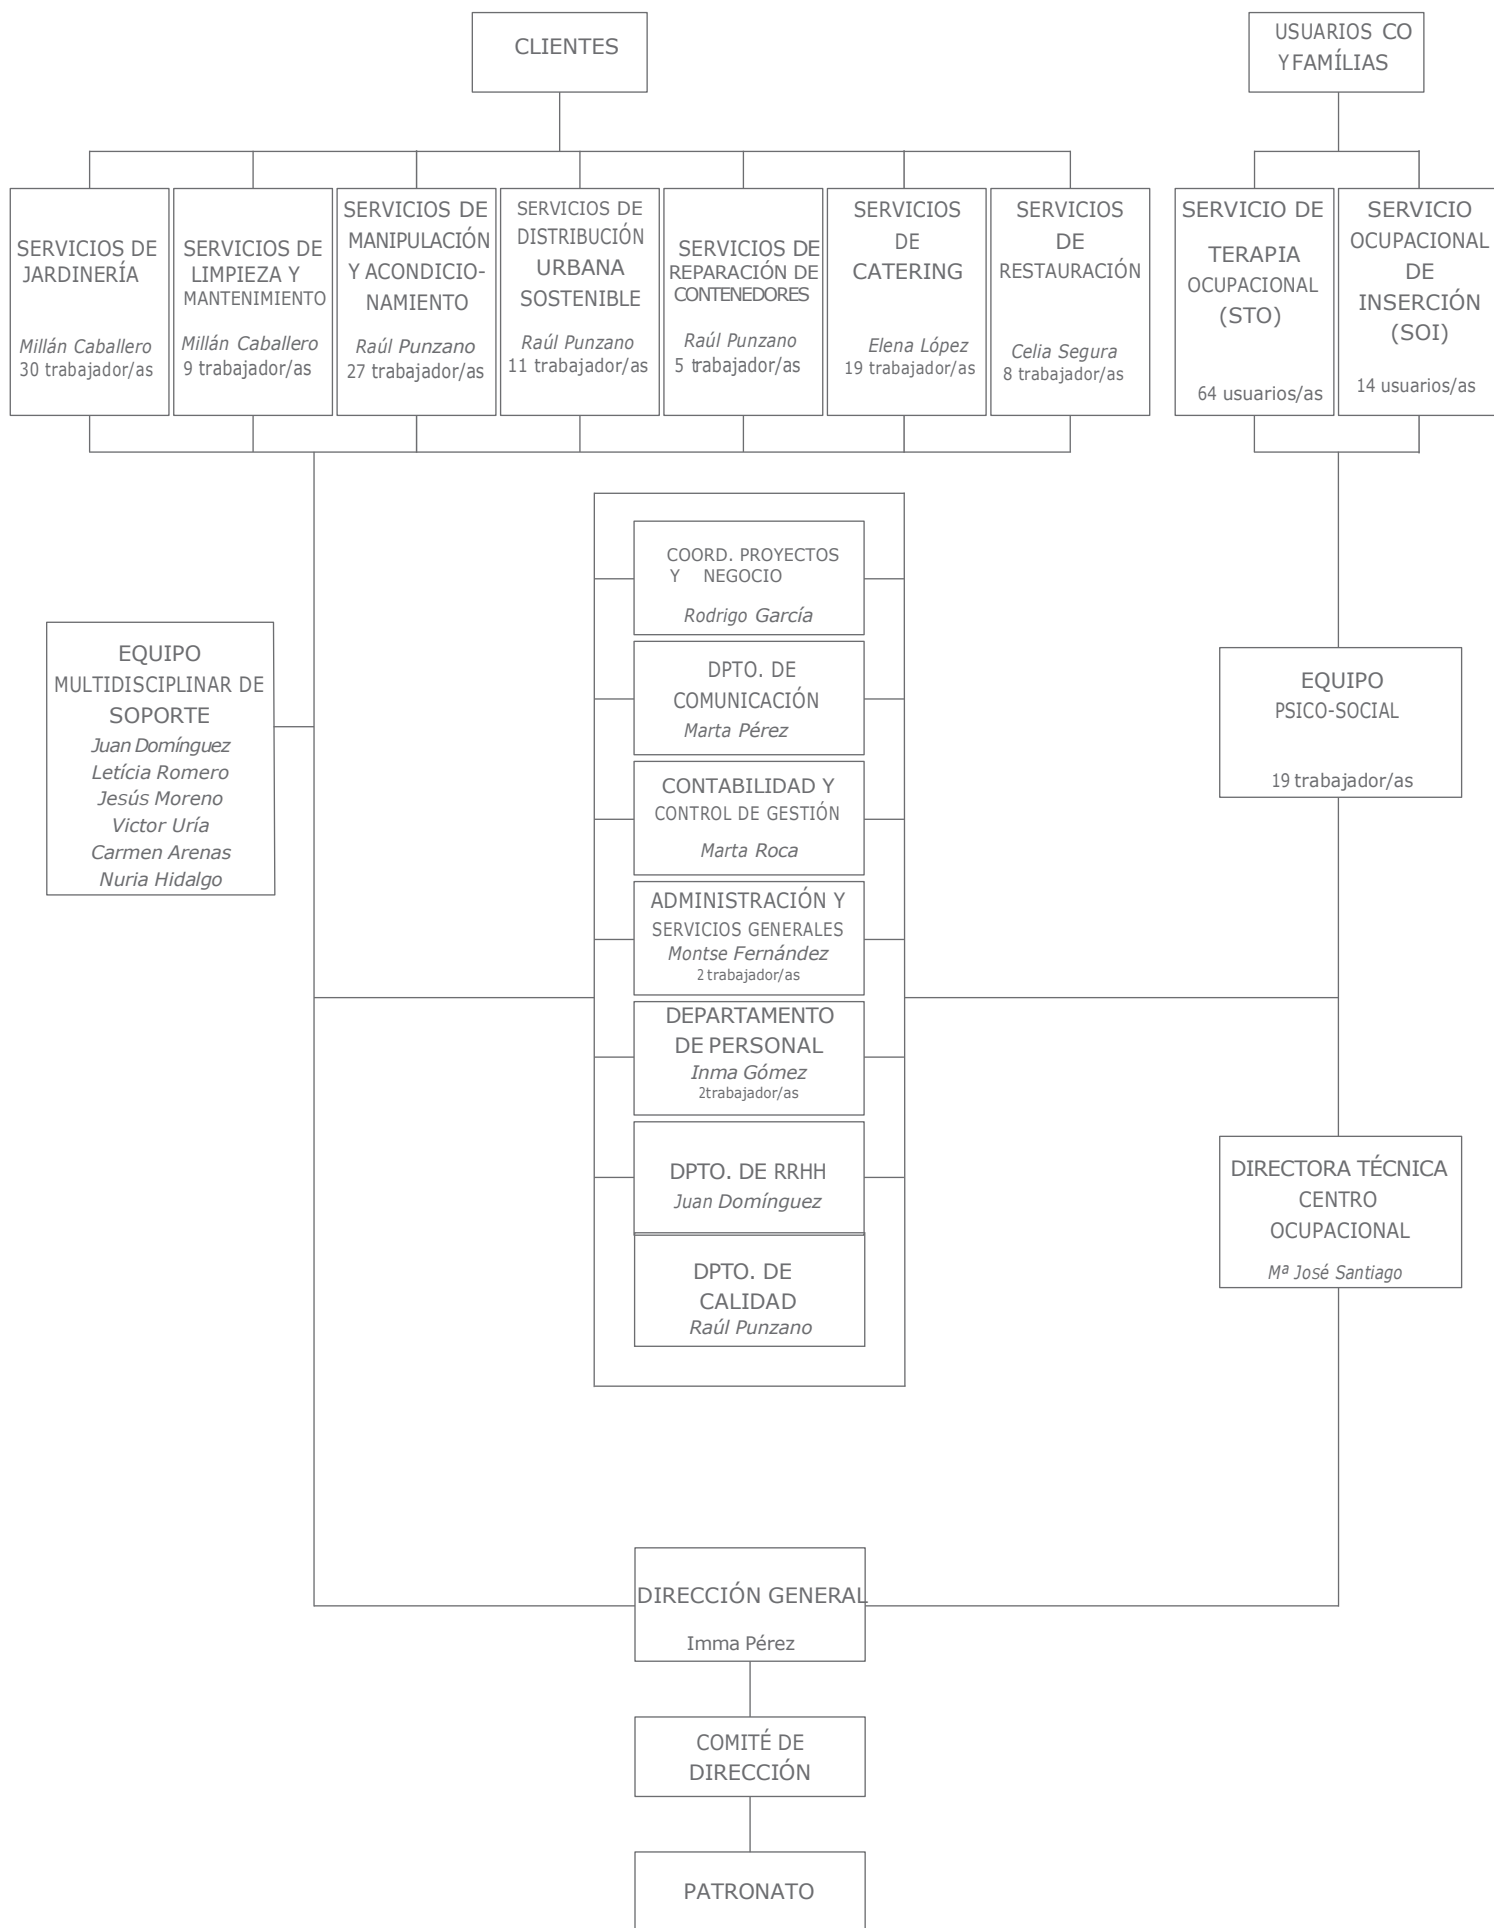 CLIENTES
USUARIOS CO
Y FAMÍLIAS
SERVICIOS DE
JARDINERÍA
Millán Caballero
30 trabajador/as
SERVICIOS DE
LIMPIEZA Y
MANTENIMIENTO
Millán Caballero
9 trabajador/as
SERVICIOS DE
MANIPULACIÓN
Y ACONDICIO-
NAMIENTO
Raúl Punzano
27 trabajador/as
SERVICIOS DE
DISTRIBUCIÓN
URBANA
SOSTENIBLE
Raúl Punzano
11 trabajador/as
SERVICIOS DE
REPARACIÓN DE
CONTENEDORES
Raúl Punzano
5 trabajador/as
SERVICIOS
DE
CATERING
Elena López
19 trabajador/as
SERVICIOS
DE
RESTAURACIÓN
Celia Segura
8 trabajador/as
SERVICIO DE
TERAPIA
OCUPACIONAL
(STO)
64 usuarios/as
SERVICIO
OCUPACIONAL
DE
INSERCIÓN
(SOI)
14 usuarios/as
COORD. PROYECTOS
Y NEGOCIO
Rodrigo García
EQUIPO
MULTIDISCIPLINAR DE
SOPORTE
Juan Domínguez
Letícia Romero
Jesús Moreno
Victor Uría
Carmen Arenas
Nuria Hidalgo
DPTO. DE
COMUNICACIÓN
Marta Pérez
EQUIPO
PSICO-SOCIAL
19 trabajador/as
CONTABILIDAD Y
CONTROL DE GESTIÓN
Marta Roca
ADMINISTRACIÓN Y
SERVICIOS GENERALES
Montse Fernández
2 trabajador/as
DEPARTAMENTO
DE PERSONAL
Inma Gómez
2trabajador/as
DPTO. DE RRHH
Juan Domínguez
DIRECTORA TÉCNICA
CENTRO
OCUPACIONAL
Mª José Santiago
DPTO. DE
CALIDAD
Raúl Punzano
DIRECCIÓN GENERAL
Imma Pérez
COMITÉ DE
DIRECCIÓN
PATRONATO